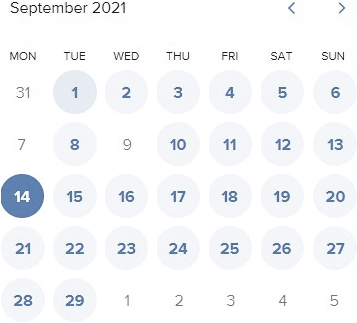 September 2021
MON TUE WED THU FRI SAT SUN
31 1 2 3 4 5 6
7 8 9 10 11 12 13
14 15 16 17 18 19 20
21 22 23 24 25 26 27
28 29 1 2 3 4 5